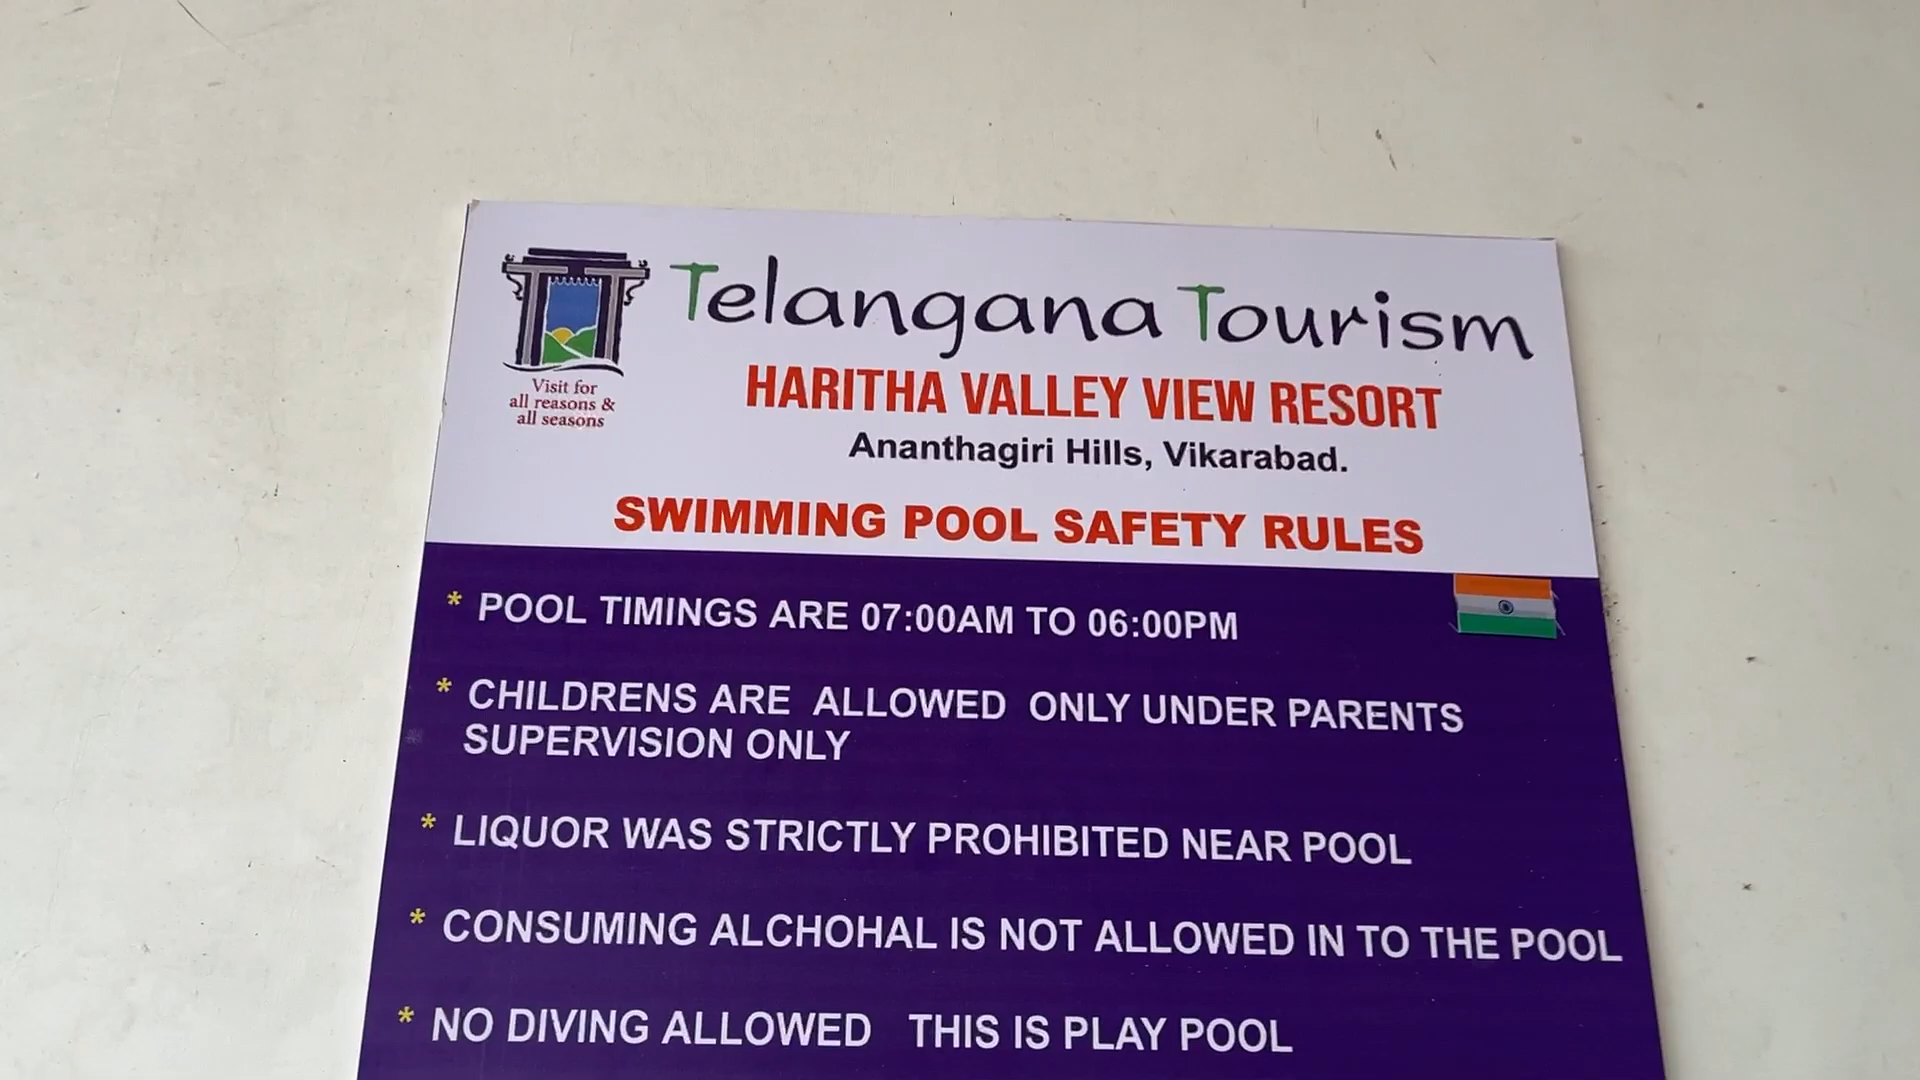 Telangana Tourism
Visit for
all reasons &
all seasons
HARITHA VALLEY VIEW RESORT
Ananthagiri Hills, Vikarabad.
SWIMMING POOL SAFETY RULES
* POOL TIMINGS ARE 07:00AM TO 06:00PM
* CHILDRENS ARE ALLOWED ONLY UNDER PARENTS
SUPERVISION ONLY
* LIQUOR WAS STRICTLY PROHIBITED NEAR POOL
* CONSUMING ALCHOHAL IS NOT ALLOWED IN TO THE POOL
* NO DIVING ALLOWED THIS IS PLAY POOL